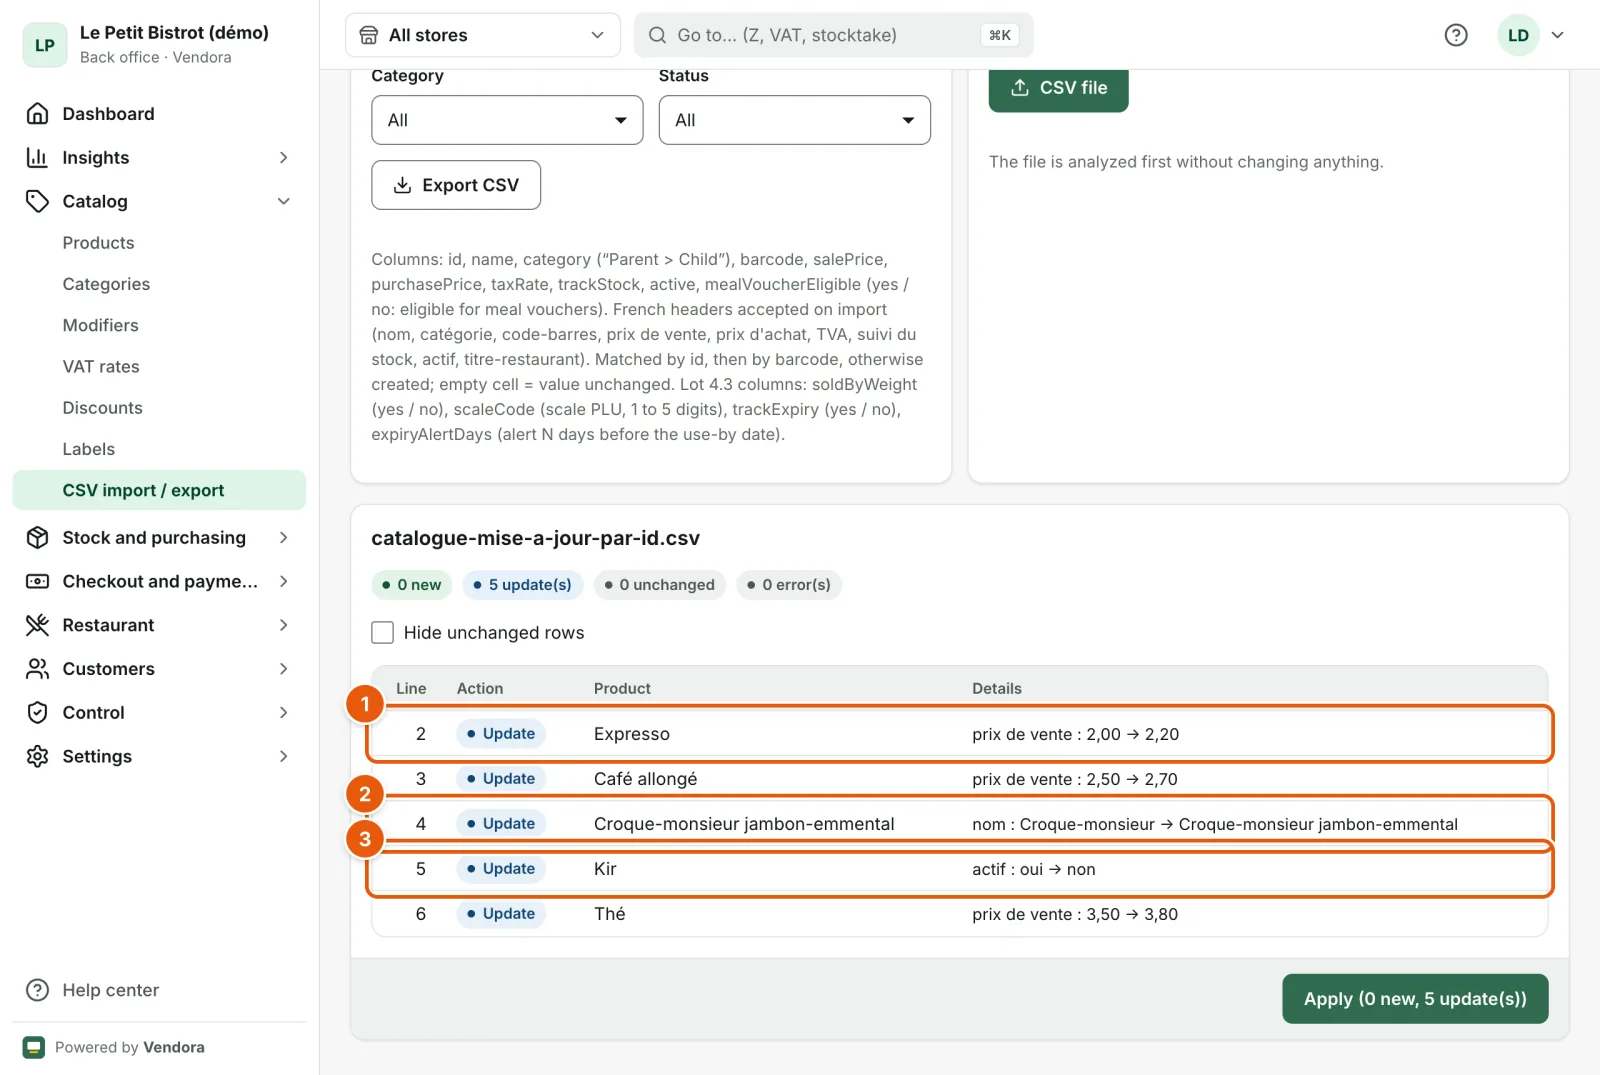 LP
Le Petit Bistrot (démo)
Back office · Vendora
All stores
Go to... (Z, VAT, stocktake)
⌘K
LD
Dashboard
Insights
Catalog
Products
Categories
Modifiers
VAT rates
Discounts
Labels
CSV import / export
Stock and purchasing
Checkout and payme...
Restaurant
Customers
Control
Settings
Help center
Powered by Vendora
Category
Status
All
All
Export CSV
Columns: id, name, category (“Parent > Child”), barcode, salePrice,
purchasePrice, taxRate, trackStock, active, mealVoucherEligible (yes /
no: eligible for meal vouchers). French headers accepted on import
(nom, catégorie, code-barres, prix de vente, prix d'achat, TVA, suivi du
stock, actif, titre-restaurant). Matched by id, then by barcode, otherwise
created; empty cell = value unchanged. Lot 4.3 columns: soldByWeight
(yes / no), scaleCode (scale PLU, 1 to 5 digits), trackExpiry (yes / no),
expiryAlertDays (alert N days before the use-by date).
CSV file
The file is analyzed first without changing anything.
catalogue-mise-a-jour-par-id.csv
0 new
5 update(s)
0 unchanged
0 error(s)
Hide unchanged rows
Line Action Product Details
1
2 Update Expresso prix de vente : 2,00 → 2,20
3 Update Café allongé prix de vente : 2,50 → 2,70
2
4 Update Croque-monsieur jambon-emmental nom : Croque-monsieur → Croque-monsieur jambon-emmental
3
5 Update Kir actif : oui → non
6 Update Thé prix de vente : 3,50 → 3,80
Apply (0 new, 5 update(s))